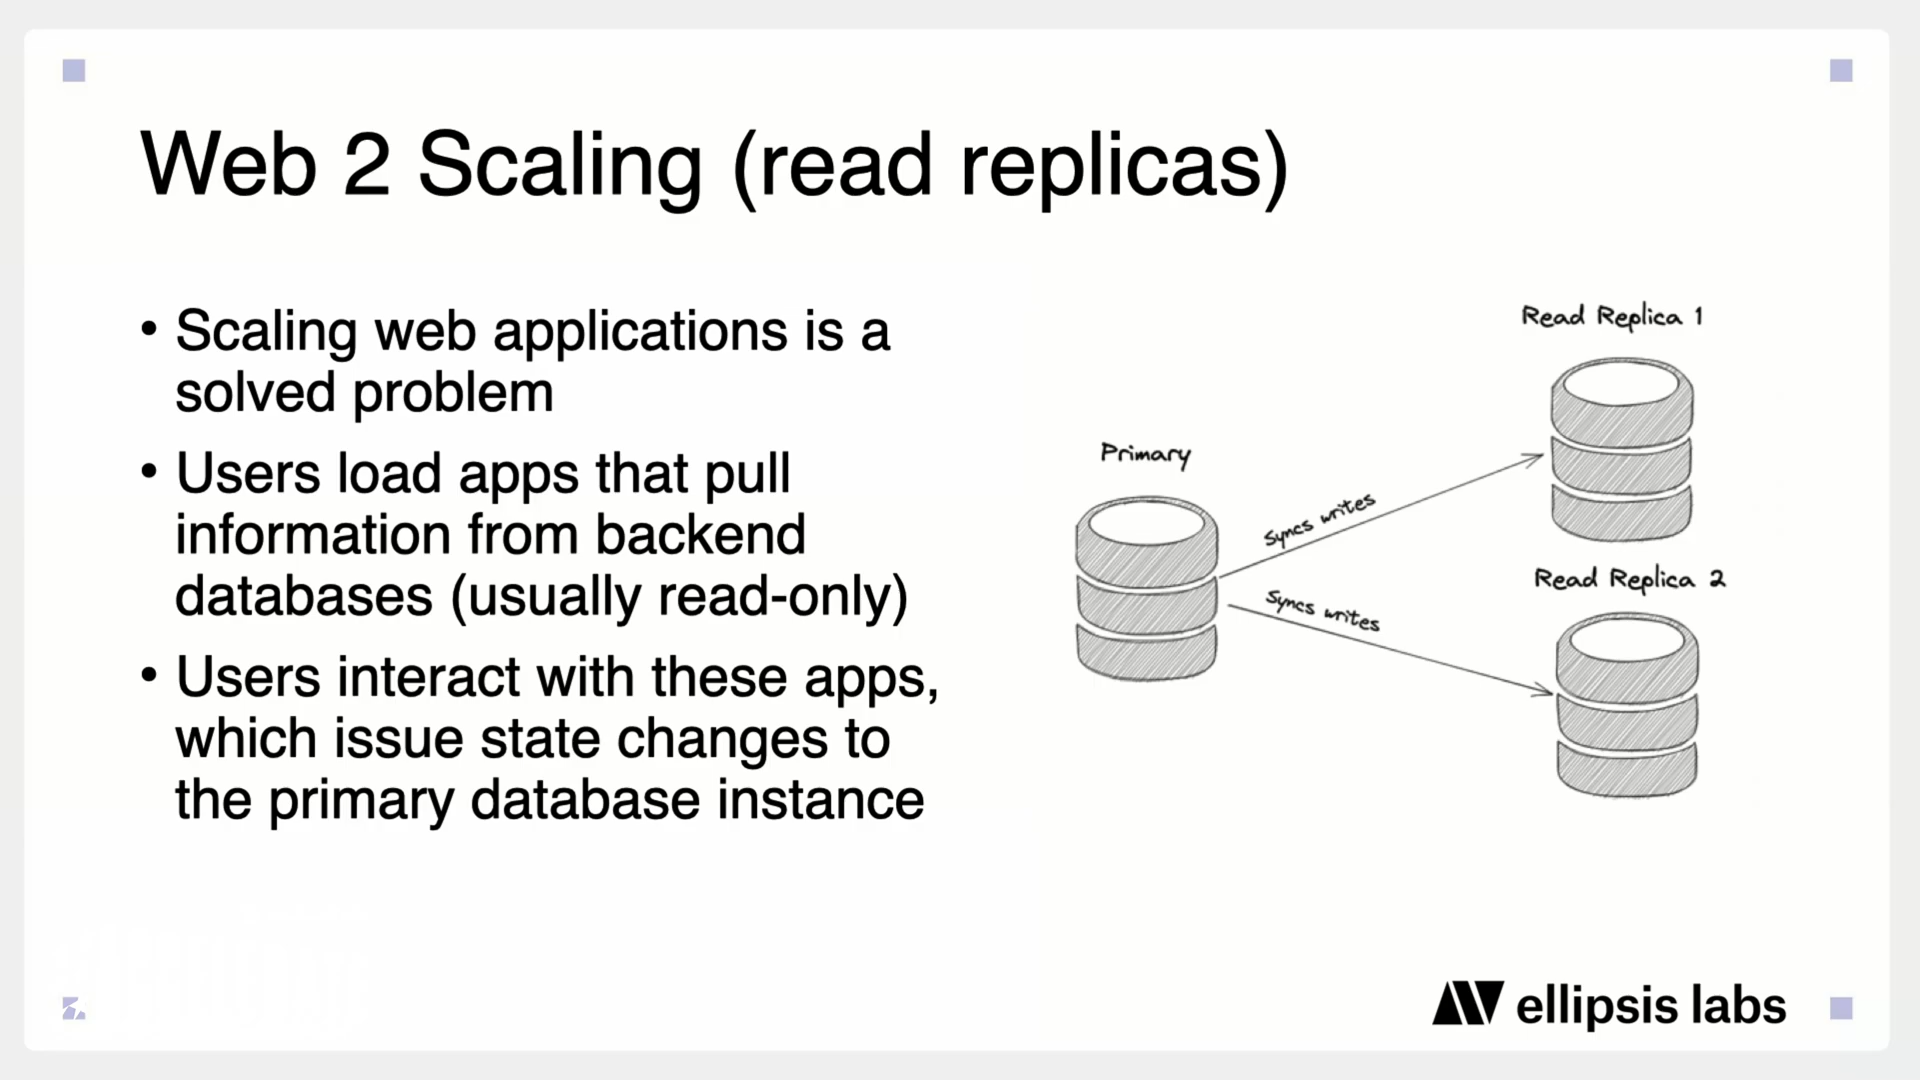 Web 2 Scaling (read replicas)
• Scaling web applications is a
solved problem
• Users load apps that pull
information from backend
databases (usually read-only)
• Users interact with these apps,
which issue state changes to
the primary database instance
Read Replica 1
Primary
Syncs writes
Read Replica 2
Syncs writes
ellipsis labs